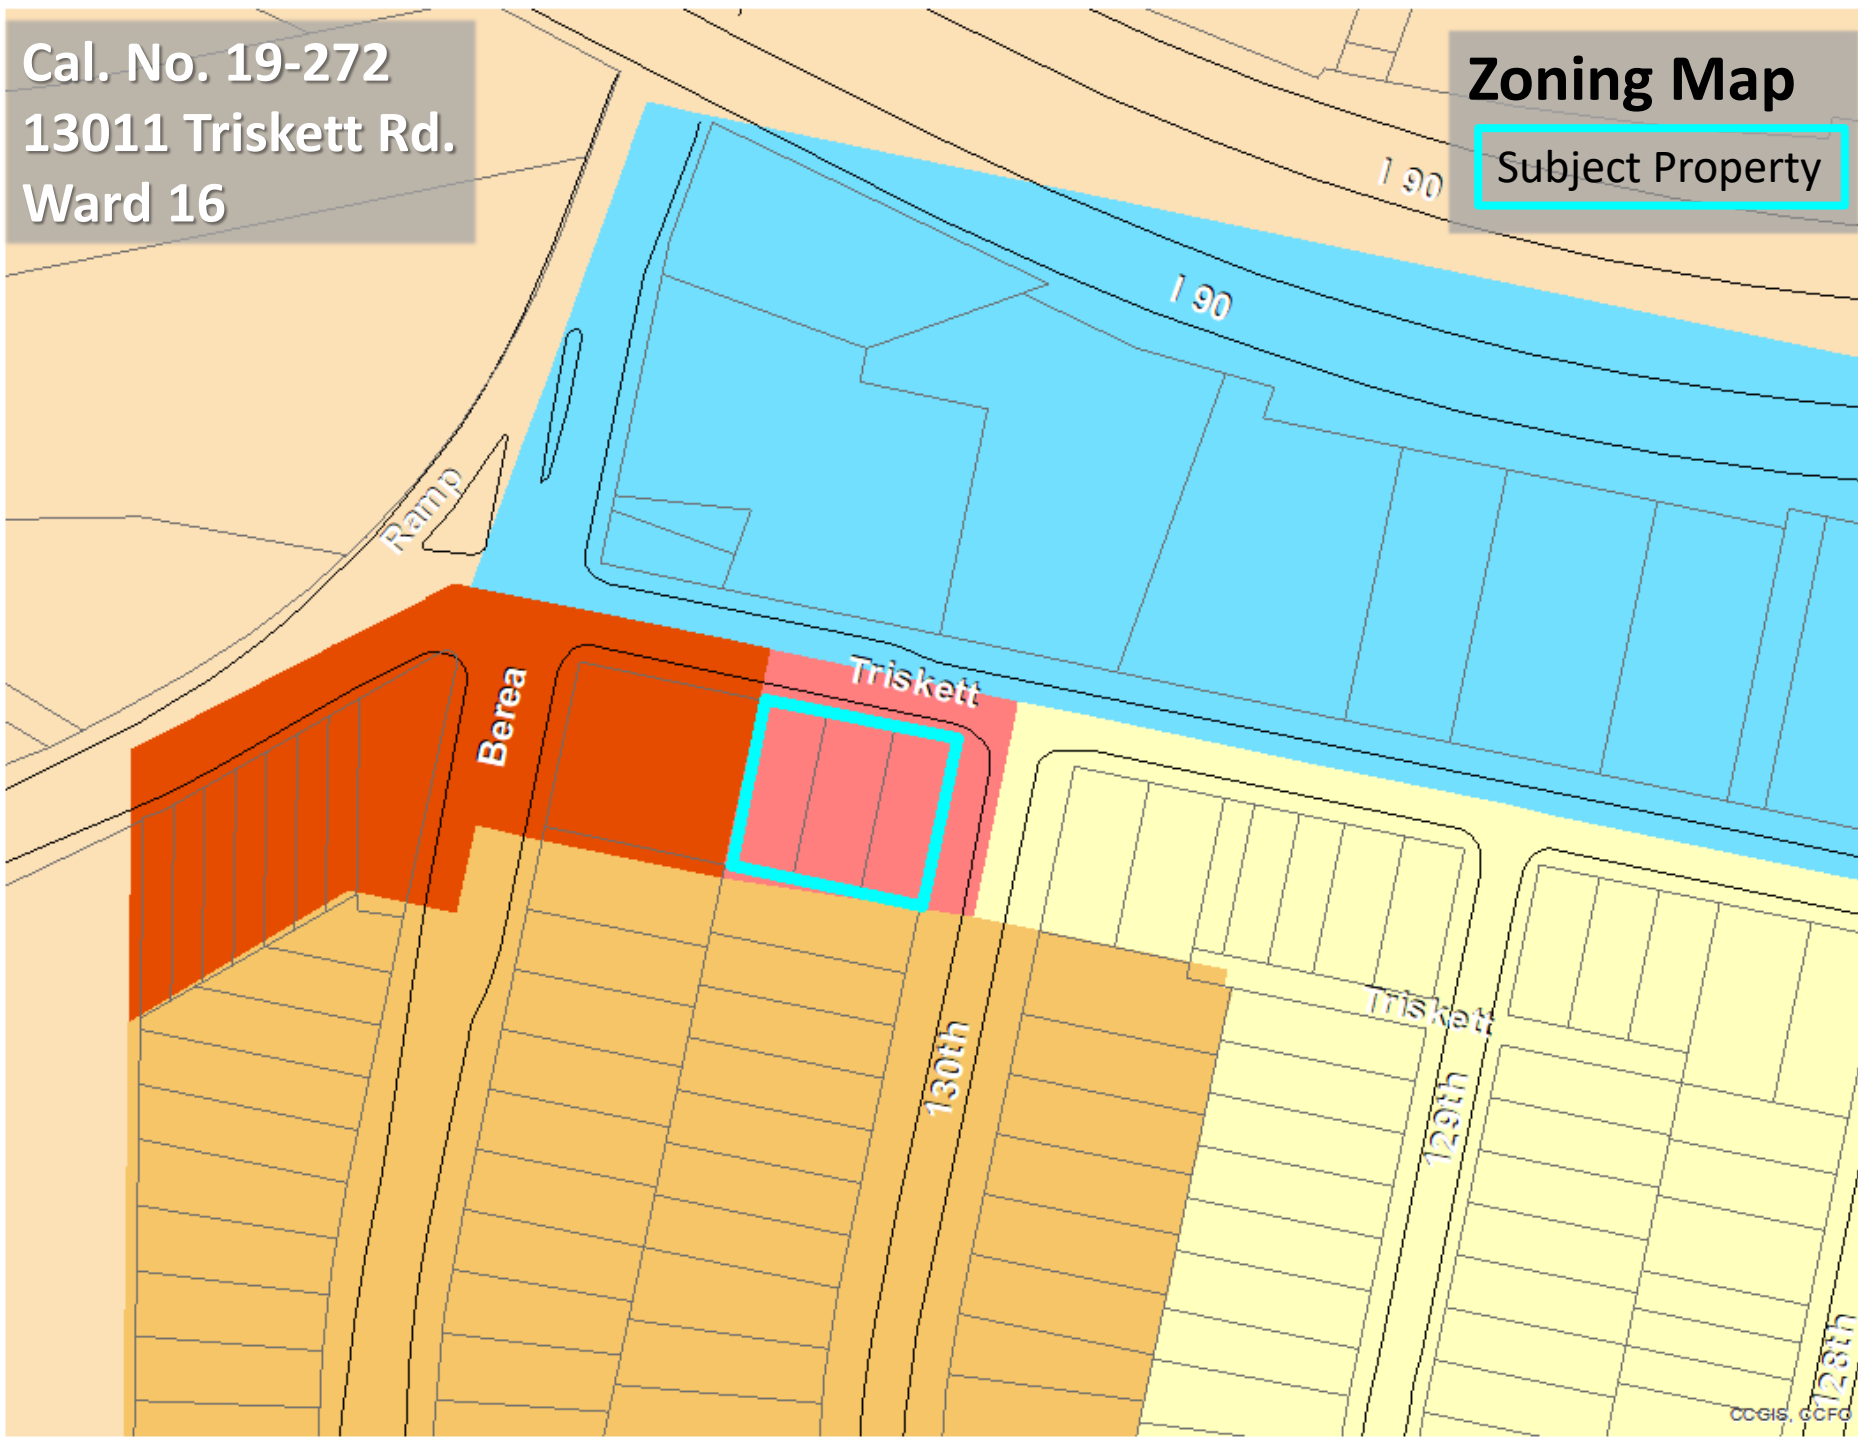 Cal. No. 19-272
13011 Triskett Rd.
Ward 16
Zoning Map
Subject Property
I 90
I 90
Ramp
Triskett
Berea
Triskett
130th
129th
128th
CCGIS, CCFO